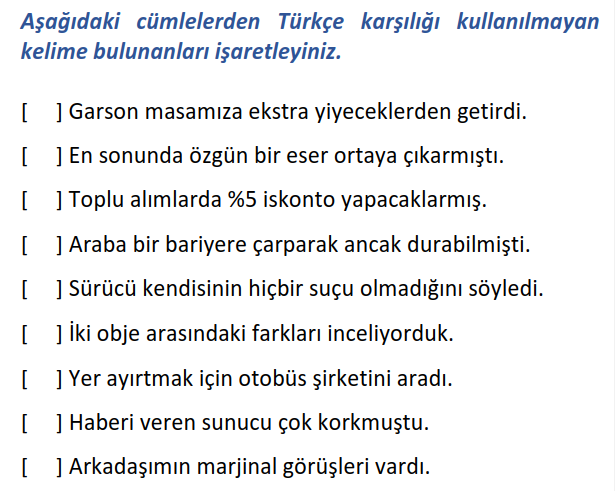 Aşağıdaki cümlelerden Türkçe karşılığı kullanılmayan
kelime bulunanları işaretleyiniz.
[ ] Garson masamıza ekstra yiyeceklerden getirdi.
[ ] En sonunda özgün bir eser ortaya çıkarmıştı.
[ ] Toplu alımlarda %5 iskonto yapacaklarmış.
[ ] Araba bir bariyere çarparak ancak durabilmişti.
[ ] Sürücü kendisinin hiçbir suçu olmadığını söyledi.
[ ] İki obje arasındaki farkları inceliyorduk.
[ ] Yer ayırtmak için otobüs şirketini aradı.
[ ] Haberi veren sunucu çok korkmuştu.
[ ] Arkadaşımın marjinal görüşleri vardı.